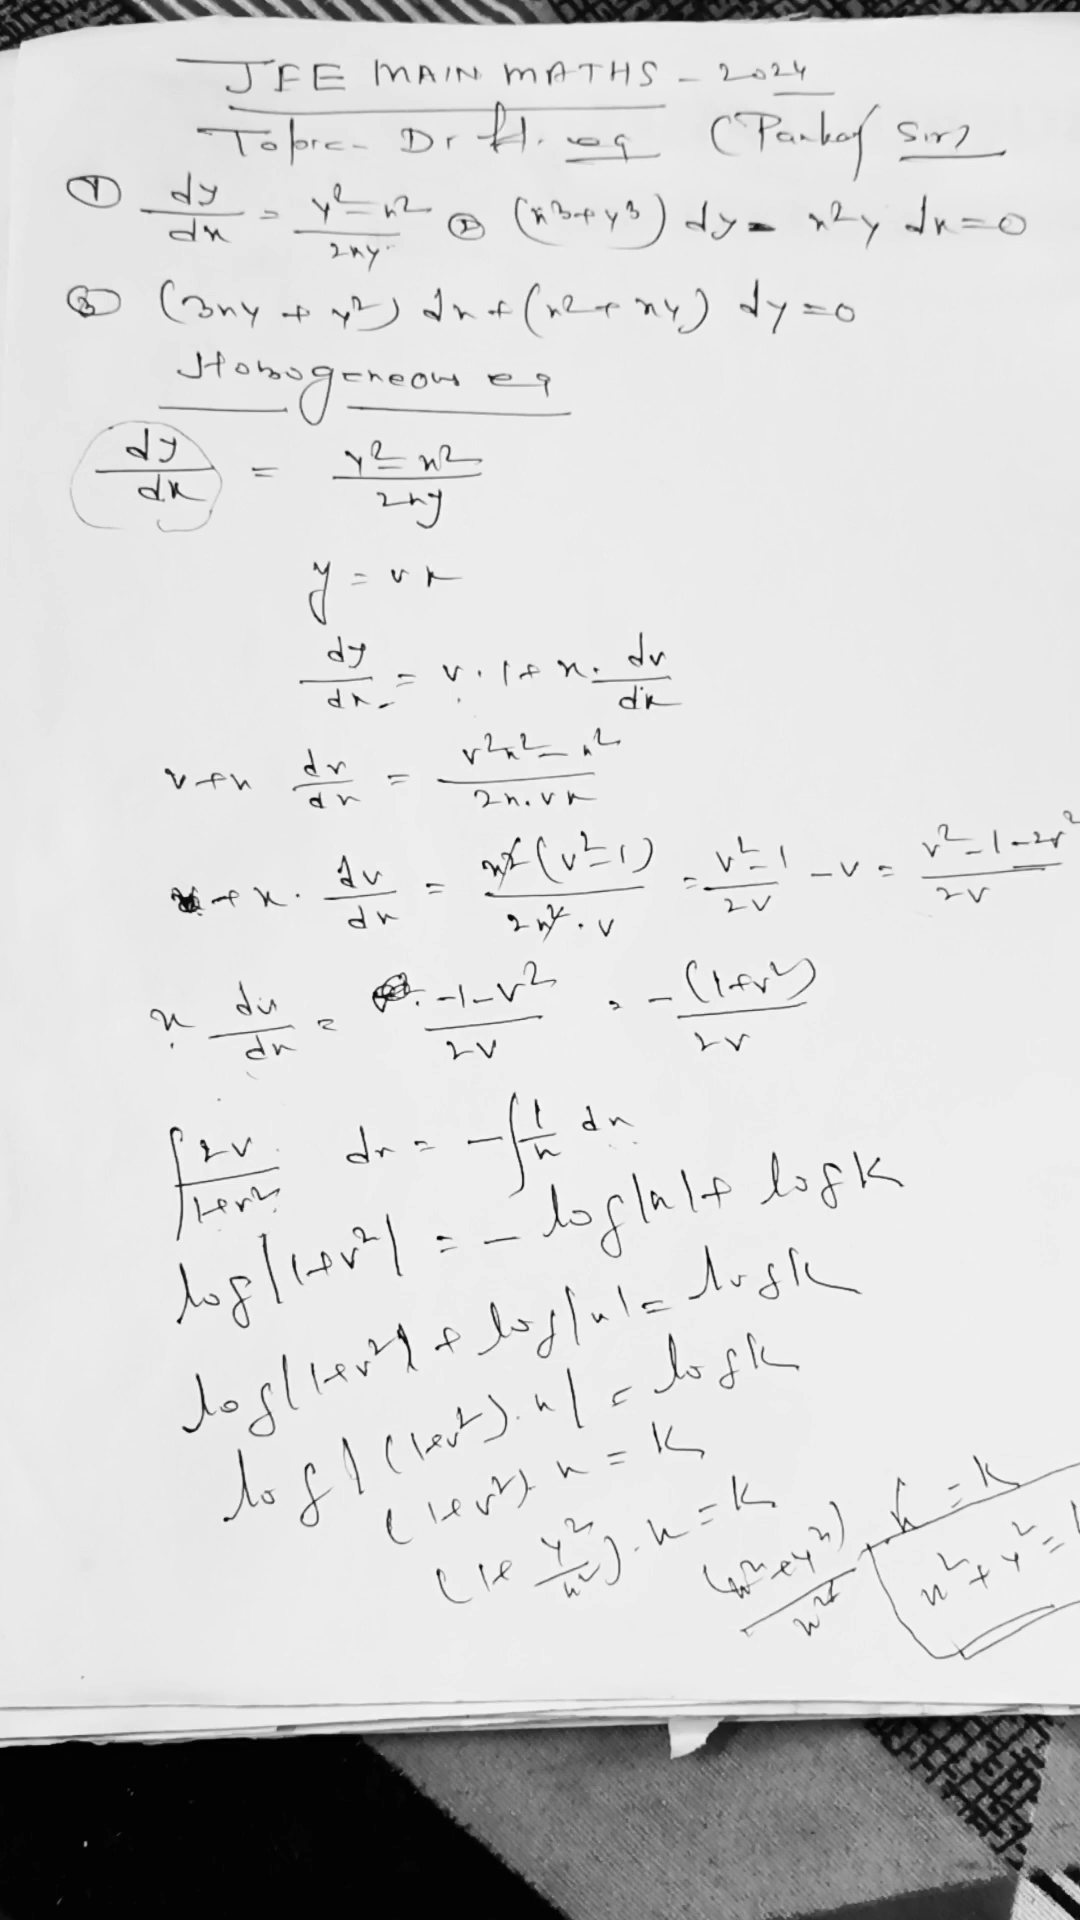 JEE MAIN MATHS - 2024
Topic - Diff. eq (Pankaj Sir)
① dy/dx = y²-x²/2xy ② (x³+y³) dy - x²y dx = 0
③ (3xy + y²) dx + (x² + xy) dy = 0
Homogeneous eq
dy/dx = y²-x²/2xy
y = vx
dy/dx = v.1 + x. dv/dx
v+x dv/dx = v²x²-x²/2x.vx
+ x. dv/dx = x²(v²-1)/2x².v = v²-1/2v - v = v²-1-2v²/2v
x dv/dx = -1-v²/2v = -(1+v²)/2v
∫ 2v/1+v² dv = -∫ 1/x dx
log|1+v²| = - log|x| + log K
log|1+v²| + log|x| = log K
log|(1+v²).x| = log K
(1+v²).x = K
(1+ y²/x²).x = K (x²+y²)/x² x = K
x²+y² =